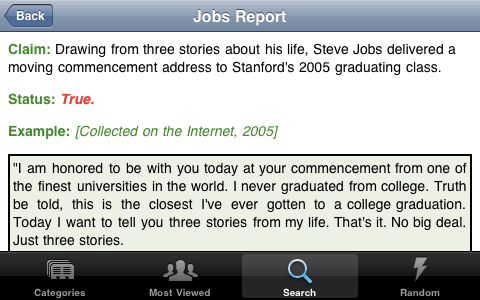 Back
Jobs Report
Claim: Drawing from three stories about his life, Steve Jobs delivered a
moving commencement address to Stanford's 2005 graduating class.
Status: True.
Example: [Collected on the Internet, 2005]
"I am honored to be with you today at your commencement from one of
the finest universities in the world. I never graduated from college. Truth
be told, this is the closest I've ever gotten to a college graduation.
Today I want to tell you three stories from my life. That's it. No big deal.
Just three stories.
Categories
Most Viewed
Search
Random